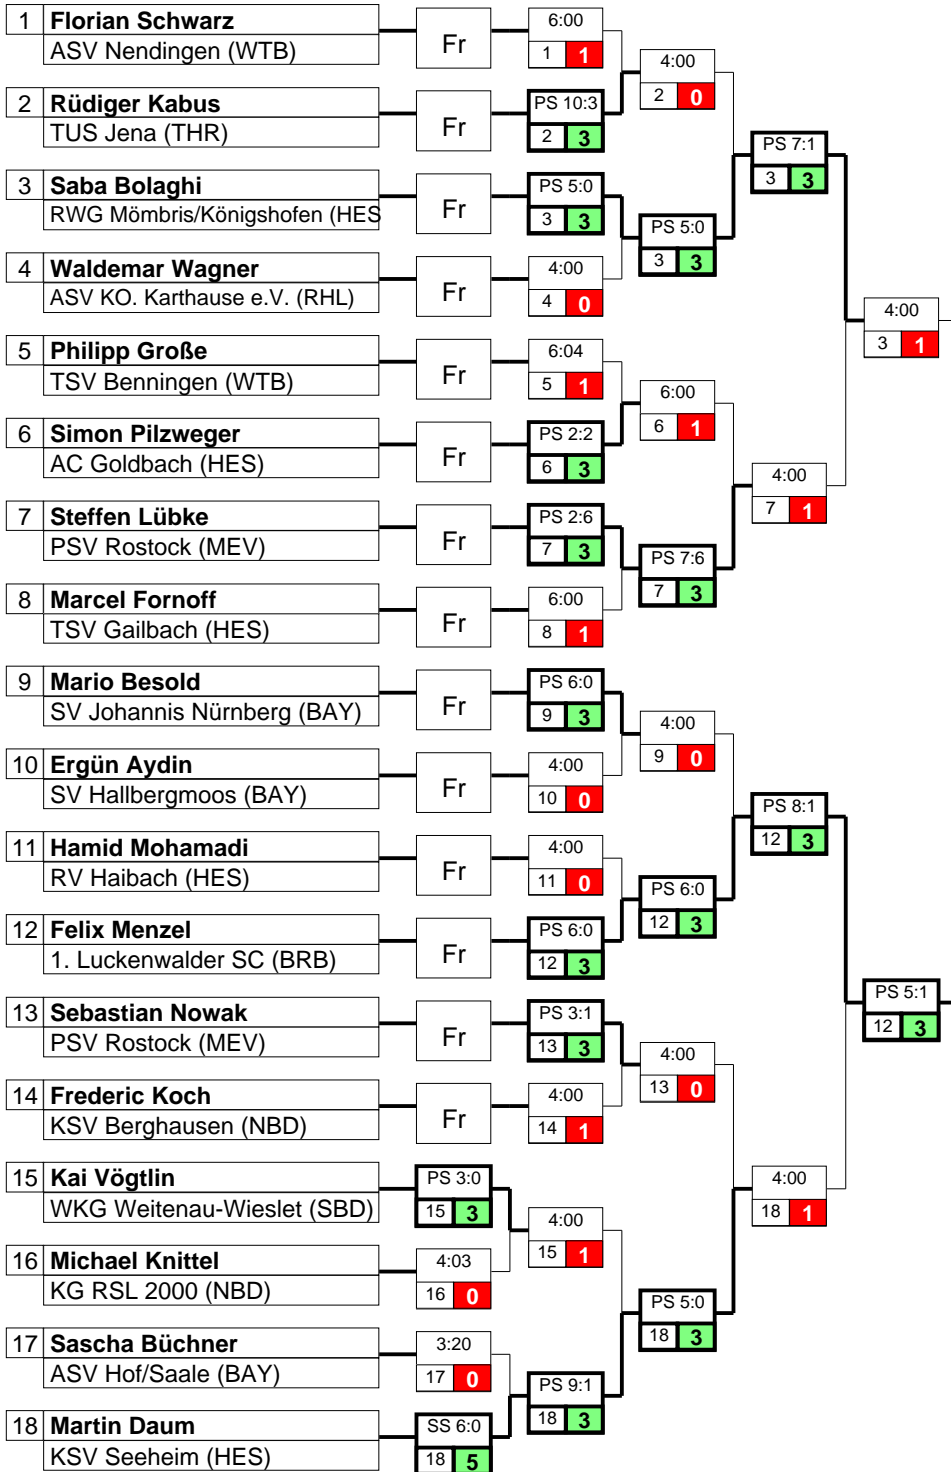 1 Florian Schwarz
ASV Nendingen (WTB)
Fr
6:00
1 1
4:00
2 0
2 Rüdiger Kabus
TUS Jena (THR)
Fr
PS 10:3
2 3
PS 7:1
3 3
3 Saba Bolaghi
RWG Mömbris/Königshofen (HES
Fr
PS 5:0
3 3
PS 5:0
3 3
4 Waldemar Wagner
ASV KO. Karthause e.V. (RHL)
Fr
4:00
4 0
4:00
3 1
5 Philipp Große
TSV Benningen (WTB)
Fr
6:04
5 1
6:00
6 1
6 Simon Pilzweger
AC Goldbach (HES)
Fr
PS 2:2
6 3
4:00
7 1
7 Steffen Lübke
PSV Rostock (MEV)
Fr
PS 2:6
7 3
PS 7:6
7 3
8 Marcel Fornoff
TSV Gailbach (HES)
Fr
6:00
8 1
9 Mario Besold
SV Johannis Nürnberg (BAY)
Fr
PS 6:0
9 3
4:00
9 0
10 Ergün Aydin
SV Hallbergmoos (BAY)
Fr
4:00
10 0
PS 8:1
12 3
11 Hamid Mohamadi
RV Haibach (HES)
Fr
4:00
11 0
PS 6:0
12 3
12 Felix Menzel
1. Luckenwalder SC (BRB)
Fr
PS 6:0
12 3
PS 5:1
12 3
13 Sebastian Nowak
PSV Rostock (MEV)
Fr
PS 3:1
13 3
4:00
13 0
14 Frederic Koch
KSV Berghausen (NBD)
Fr
4:00
14 1
15 Kai Vögtlin
WKG Weitenau-Wieslet (SBD)
PS 3:0
15 3
4:00
15 1
4:00
18 1
16 Michael Knittel
KG RSL 2000 (NBD)
4:03
16 0
PS 5:0
18 3
17 Sascha Büchner
ASV Hof/Saale (BAY)
3:20
17 0
PS 9:1
18 3
18 Martin Daum
KSV Seeheim (HES)
SS 6:0
18 5